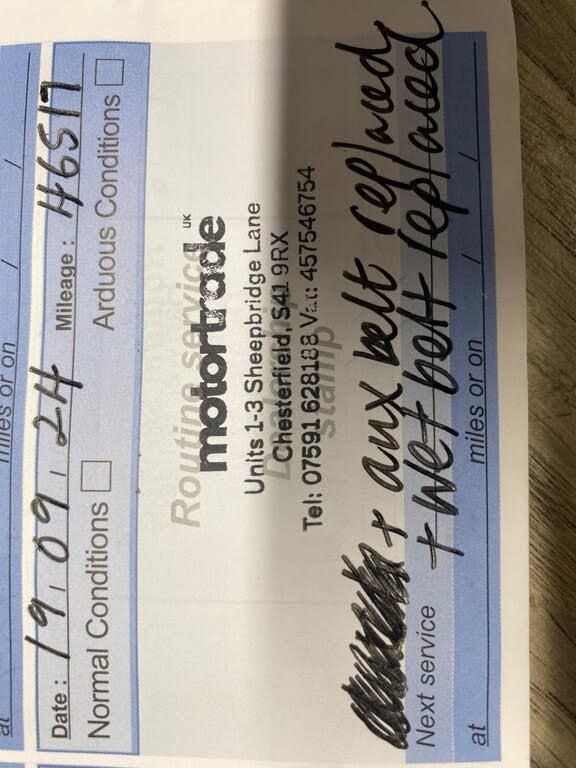 miles or on / /
at
Date : 19.09.24 Mileage : 46517
Normal Conditions Arduous Conditions
Routine service
motortrade UK
Units 1-3 Sheepbridge Lane
Dealer
Chesterfield, S41 9RX
stamp
Tel: 07591 628188 Vat: 457546754
+ aux belt replaced
Next service + wet belt replaced
at miles or on / /